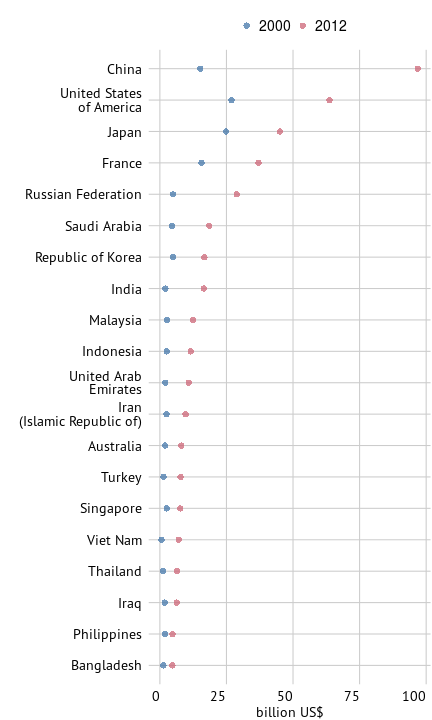 2000 2012
China
United States
of America
Japan
France
Russian Federation
Saudi Arabia
Republic of Korea
India
Malaysia
Indonesia
United Arab
Emirates
Iran
(Islamic Republic of)
Australia
Turkey
Singapore
Viet Nam
Thailand
Iraq
Philippines
Bangladesh
0 25 50 75 100
billion US$